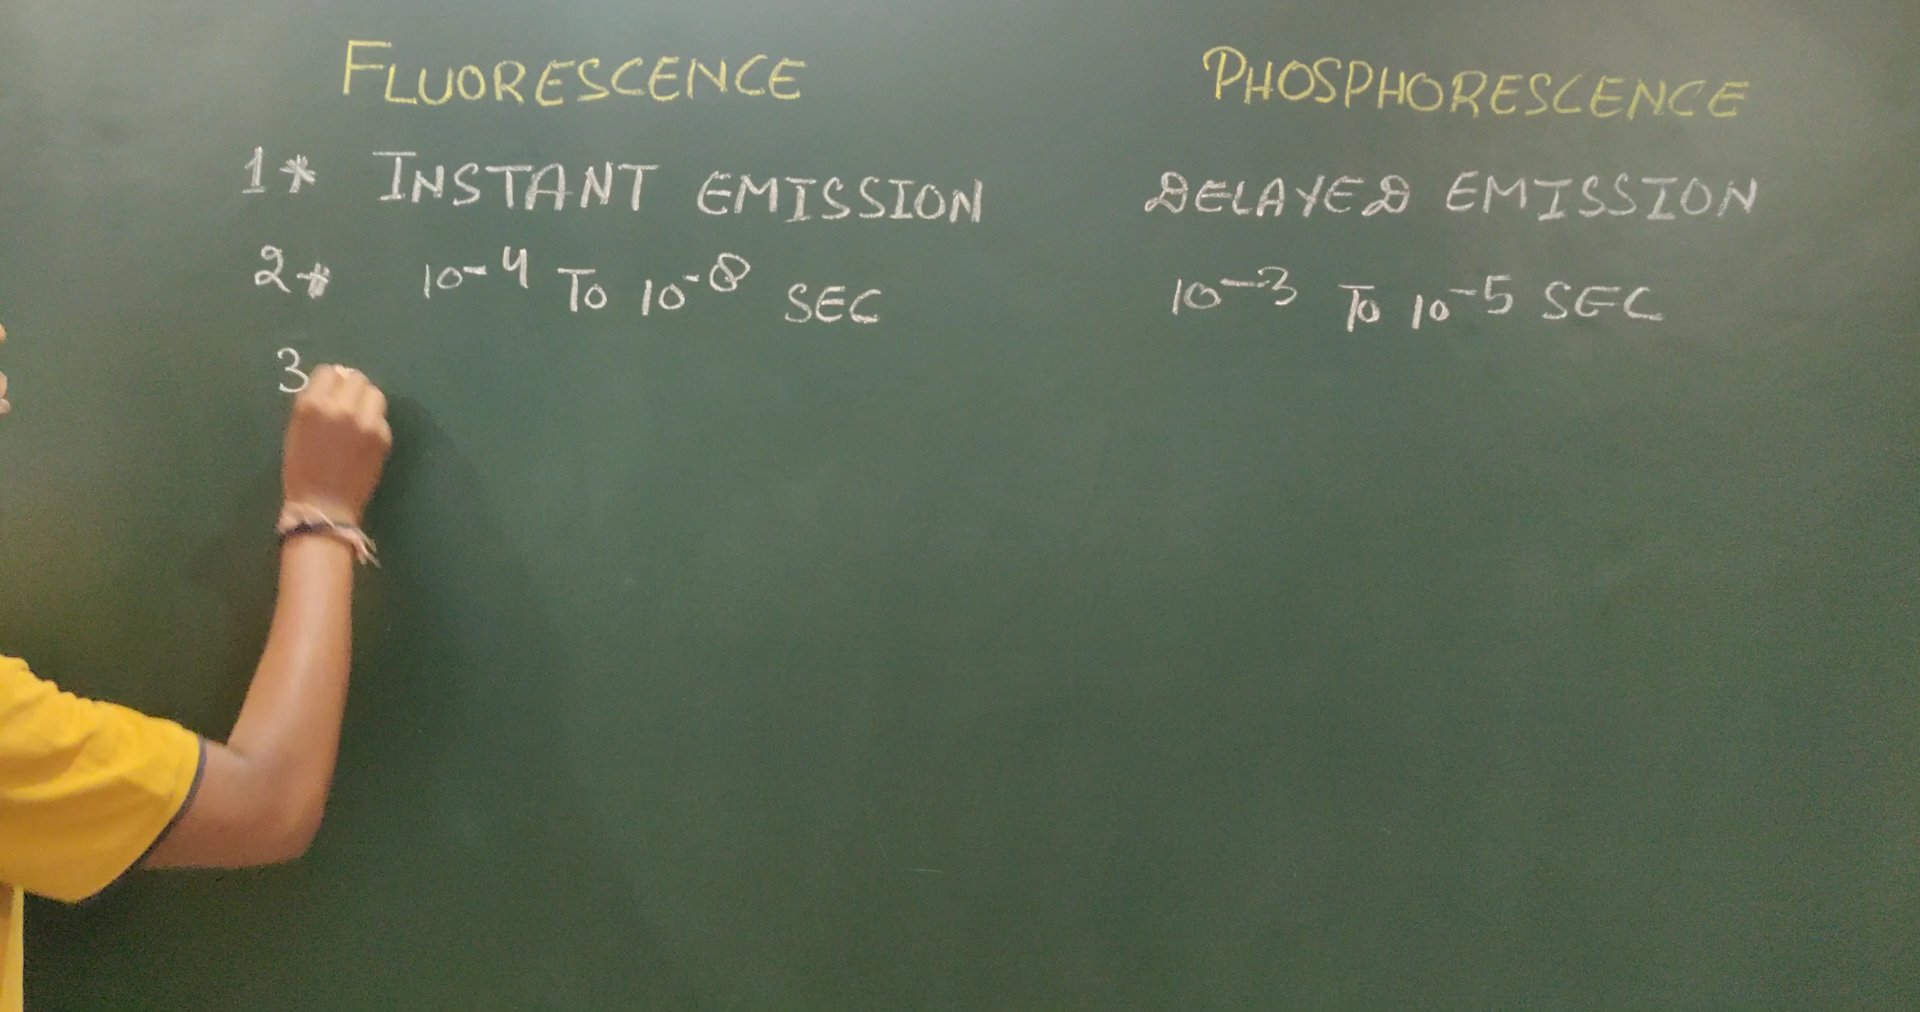 FLUORESCENCE PHOSPHORESCENCE
1* INSTANT EMISSION DELAYED EMISSION
2* 10⁻⁴ TO 10⁻⁸ SEC 10⁻³ TO 10⁻⁵ SEC
3